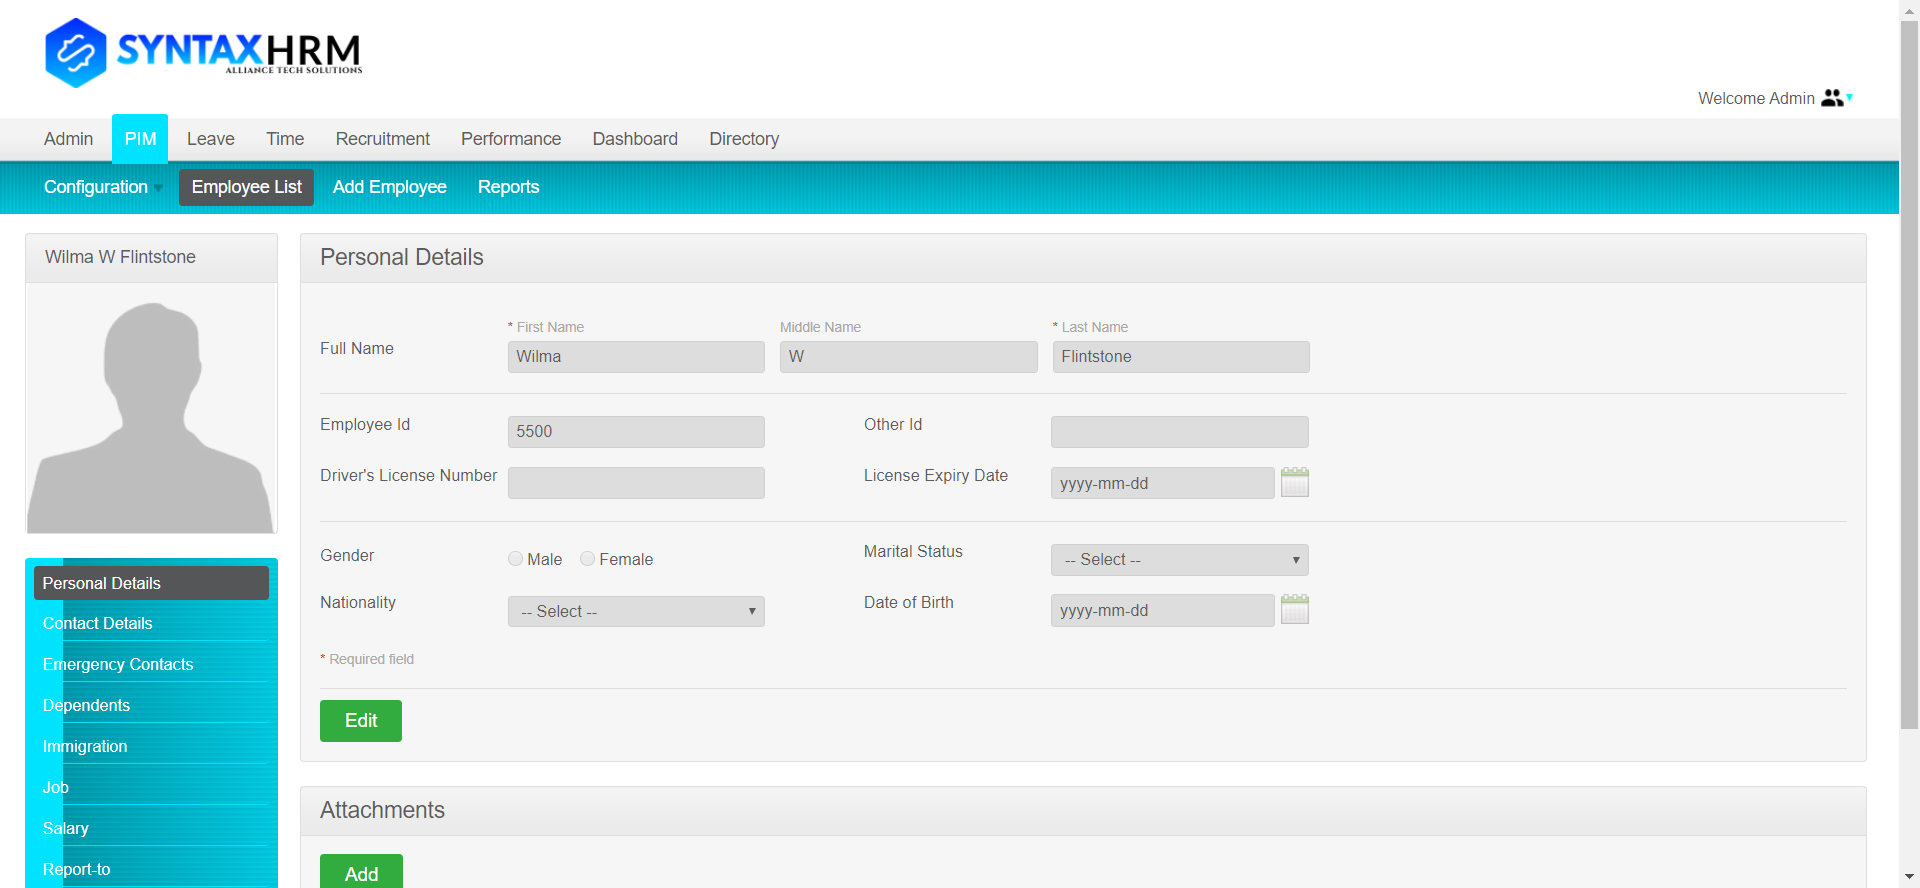 SYNTAXHRM
ALLIANCE TECH SOLUTIONS
Welcome Admin
Admin PIM Leave Time Recruitment Performance Dashboard Directory
Configuration Employee List Add Employee Reports
Wilma W Flintstone
Personal Details
Contact Details
Emergency Contacts
Dependents
Immigration
Job
Salary
Report-to
Personal Details
* First Name Middle Name * Last Name
Full Name Wilma W Flintstone
Employee Id 5500 Other Id
Driver's License Number License Expiry Date yyyy-mm-dd
Gender Male Female Marital Status -- Select --
Nationality -- Select -- Date of Birth yyyy-mm-dd
* Required field
Edit
Attachments
Add